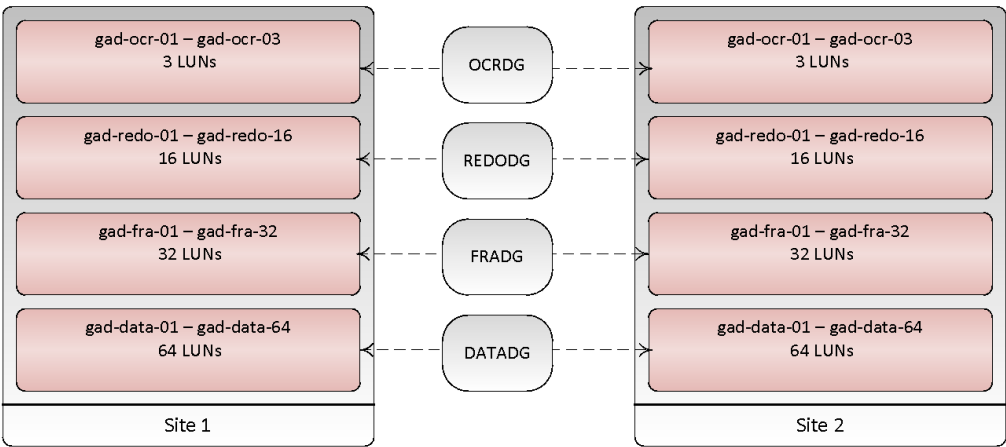 gad-ocr-01 – gad-ocr-03
3 LUNs
gad-redo-01 – gad-redo-16
16 LUNs
gad-fra-01 – gad-fra-32
32 LUNs
gad-data-01 – gad-data-64
64 LUNs
Site 1
OCRDG
REDODG
FRADG
DATADG
gad-ocr-01 – gad-ocr-03
3 LUNs
gad-redo-01 – gad-redo-16
16 LUNs
gad-fra-01 – gad-fra-32
32 LUNs
gad-data-01 – gad-data-64
64 LUNs
Site 2